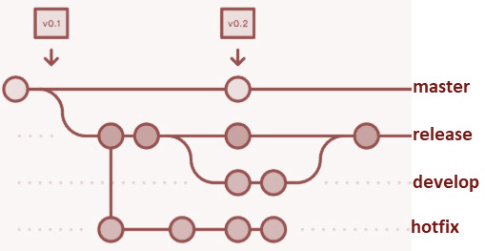 v0.1
v0.2
master
release
develop
hotfix